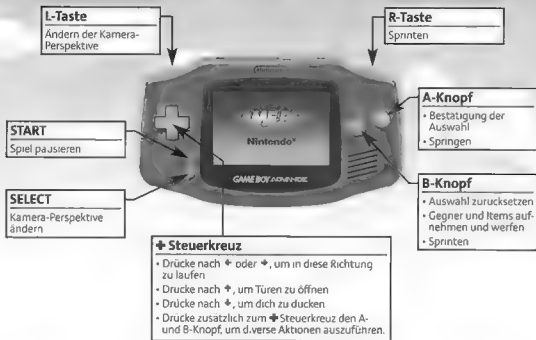 L-Taste
Ändern der Kamera-
Perspektive
R-Taste
Sprinten
START
Spiel pausieren
SELECT
Kamera-Perspektive
ändern
Nintendo®
GAME BOY ADVANCE
A-Knopf
• Bestätigung der
Auswahl
• Springen
B-Knopf
• Auswahl zurücksetzen
• Gegner und Items auf-
nehmen und werfen
• Sprinten
✚ Steuerkreuz
• Drücke nach ← oder →, um in diese Richtung
zu laufen
• Drücke nach ↑, um Türen zu öffnen
• Drücke nach ↓, um dich zu ducken
• Drücke zusätzlich zum ✚ Steuerkreuz den A-
und B-Knopf, um diverse Aktionen auszuführen.